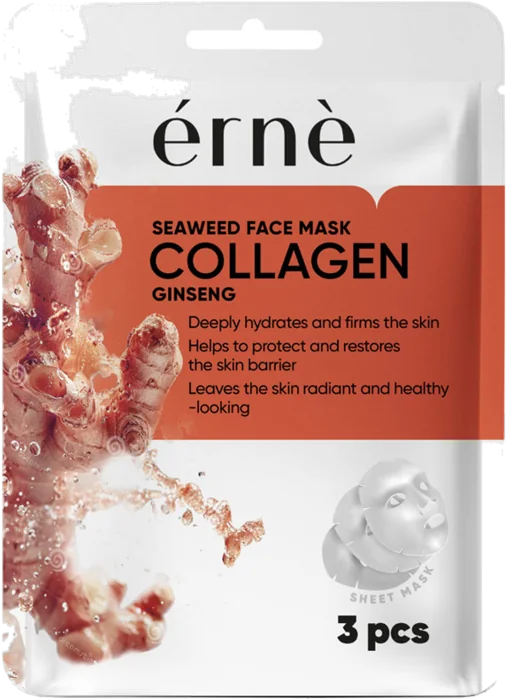 érnè
SEAWEED FACE MASK
COLLAGEN
GINSENG
Deeply hydrates and firms the skin
Helps to protect and restores
the skin barrier
Leaves the skin radiant and healthy
-looking
SHEET MASK
3 pcs